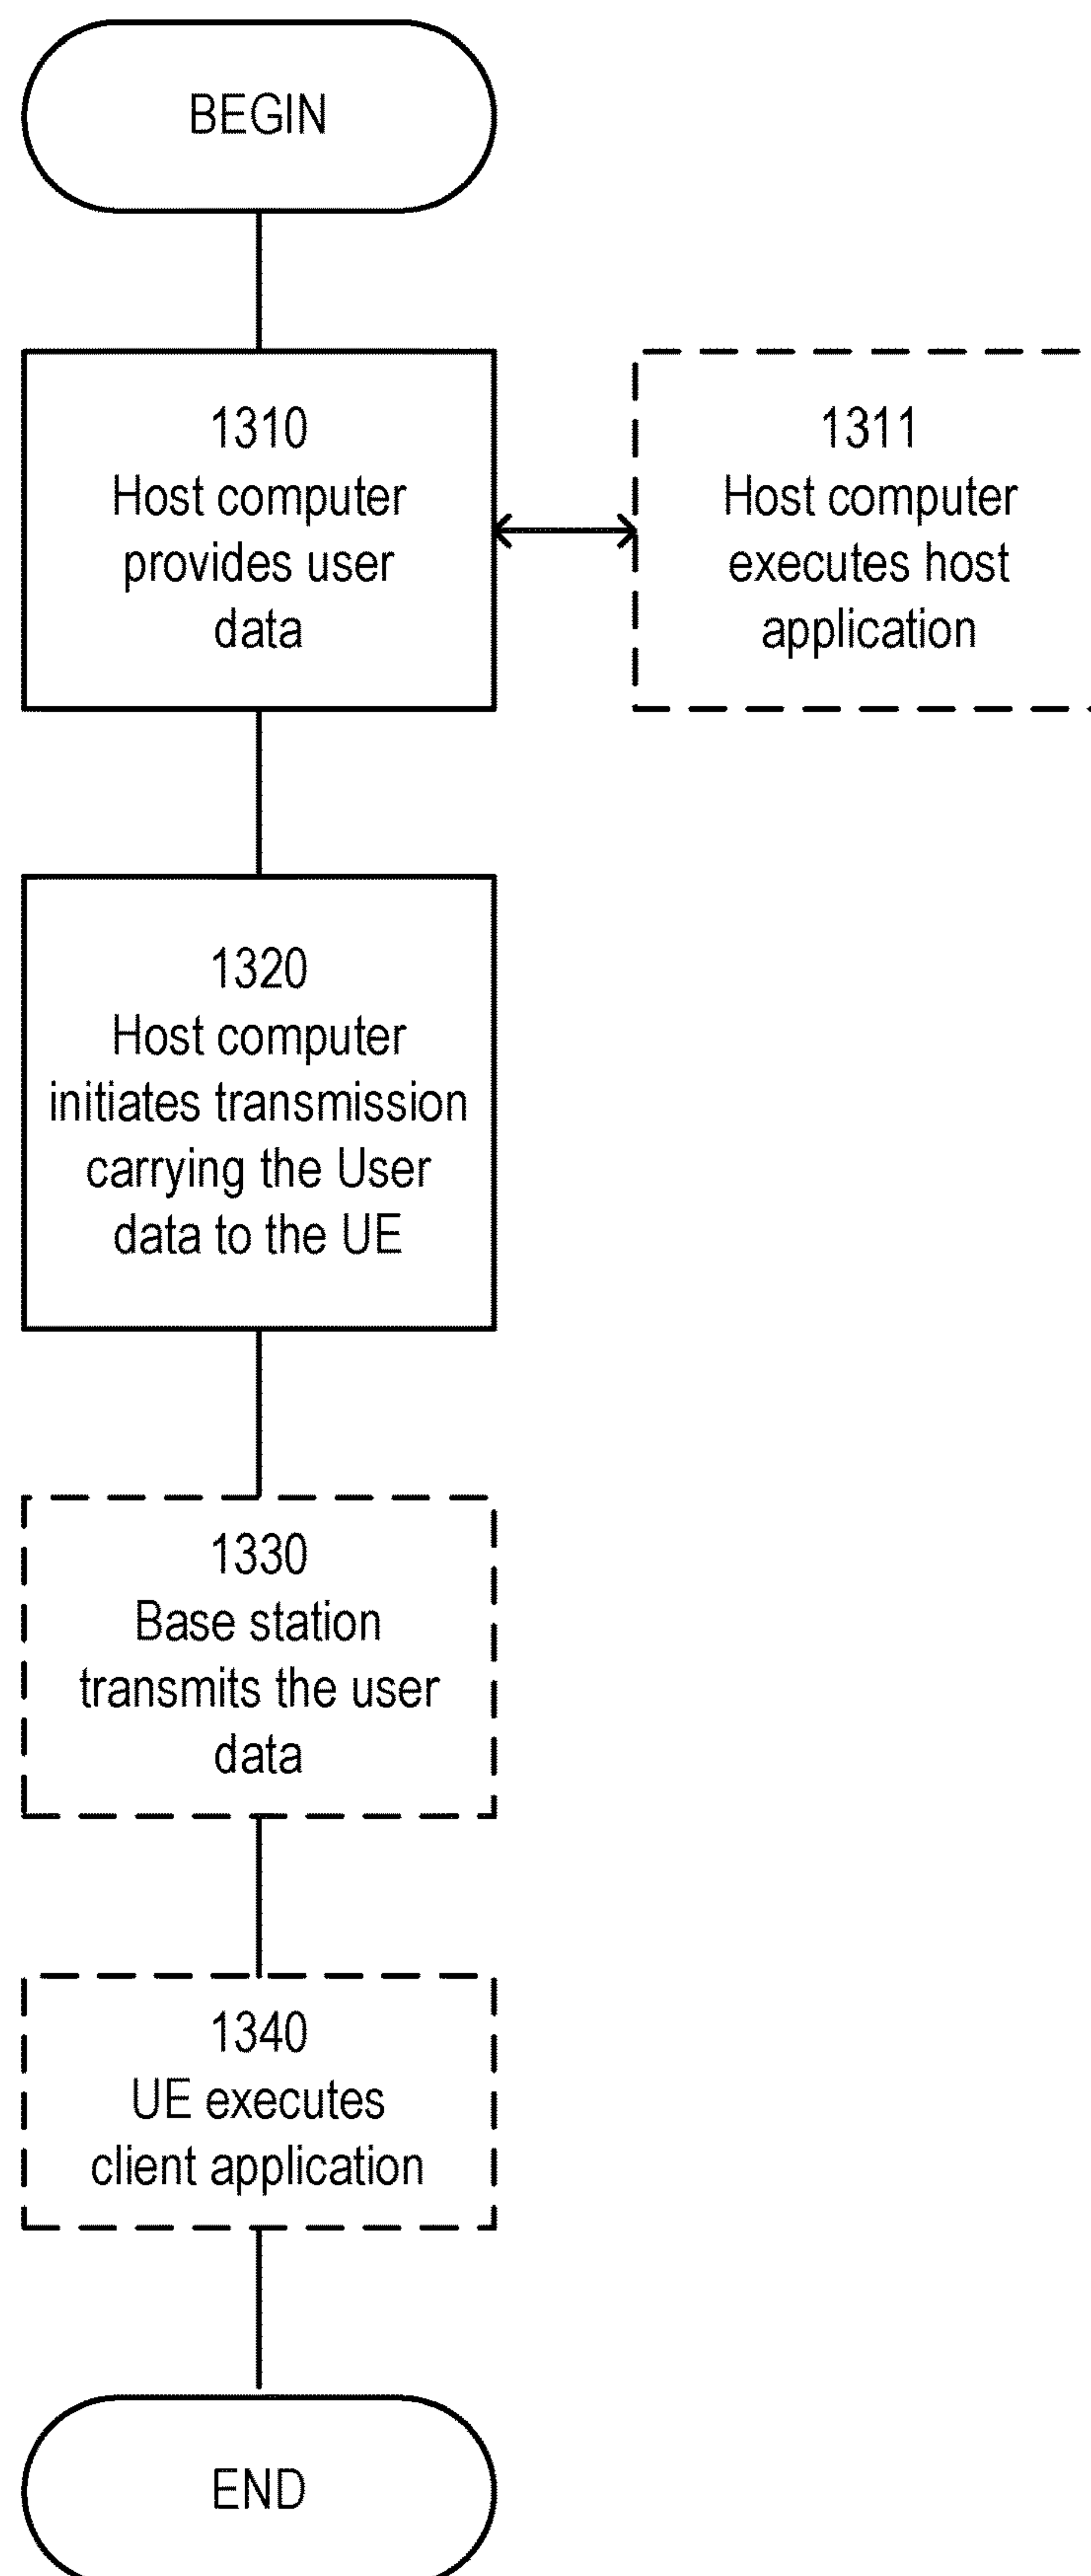 BEGIN
1310
Host computer
provides user
data
1311
Host computer
executes host
application
1320
Host computer
initiates transmission
carrying the User
data to the UE
1330
Base station
transmits the user
data
1340
UE executes
client application
END